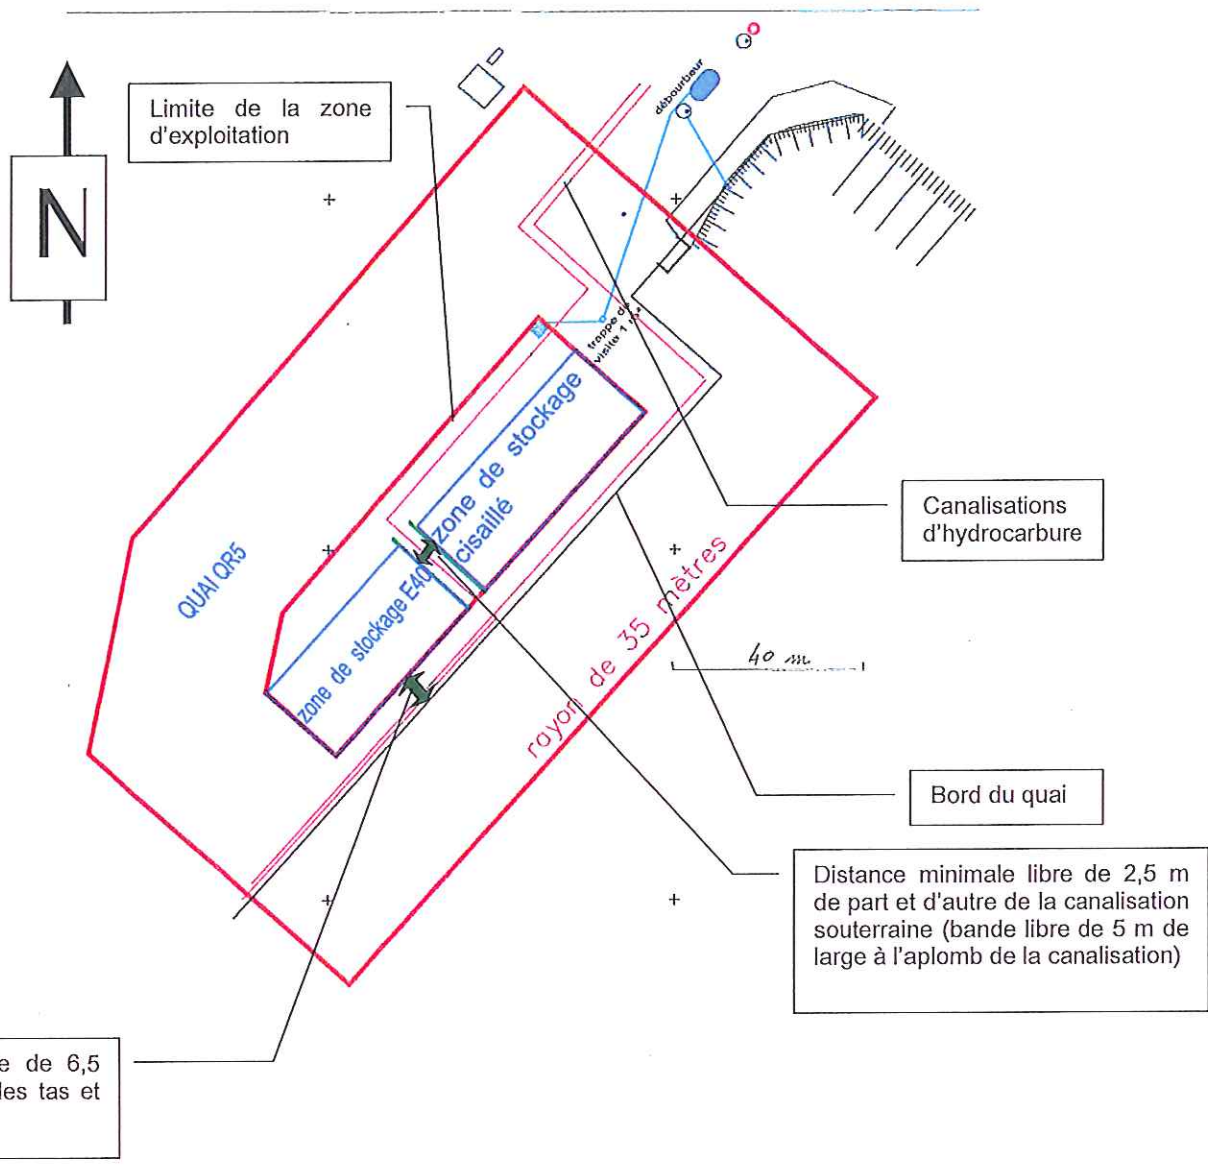 débourbeur
Limite de la zone
d'exploitation
N
trappe de
visite 1 m²
zone de stockage
cisaillé
Canalisations
d'hydrocarbure
QUAI QR5
zone de stockage E40
rayon de 35 mètres
40 m
Bord du quai
Distance minimale libre de 2,5 m
de part et d'autre de la canalisation
souterraine (bande libre de 5 m de
large à l'aplomb de la canalisation)
e de 6,5
les tas et